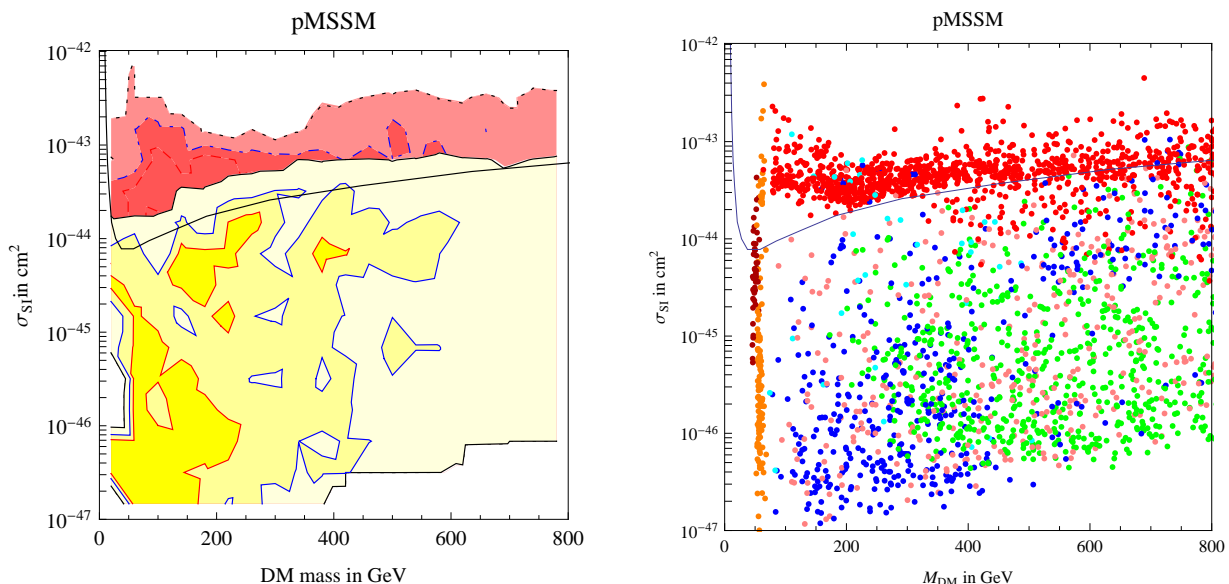 pMSSM
10⁻⁴²
10⁻⁴³
10⁻⁴⁴
10⁻⁴⁵
10⁻⁴⁶
10⁻⁴⁷
σSI in cm²
0 200 400 600 800
DM mass in GeV
pMSSM
10⁻⁴²
10⁻⁴³
10⁻⁴⁴
10⁻⁴⁵
10⁻⁴⁶
10⁻⁴⁷
σSI in cm²
0 200 400 600 800
MDM in GeV